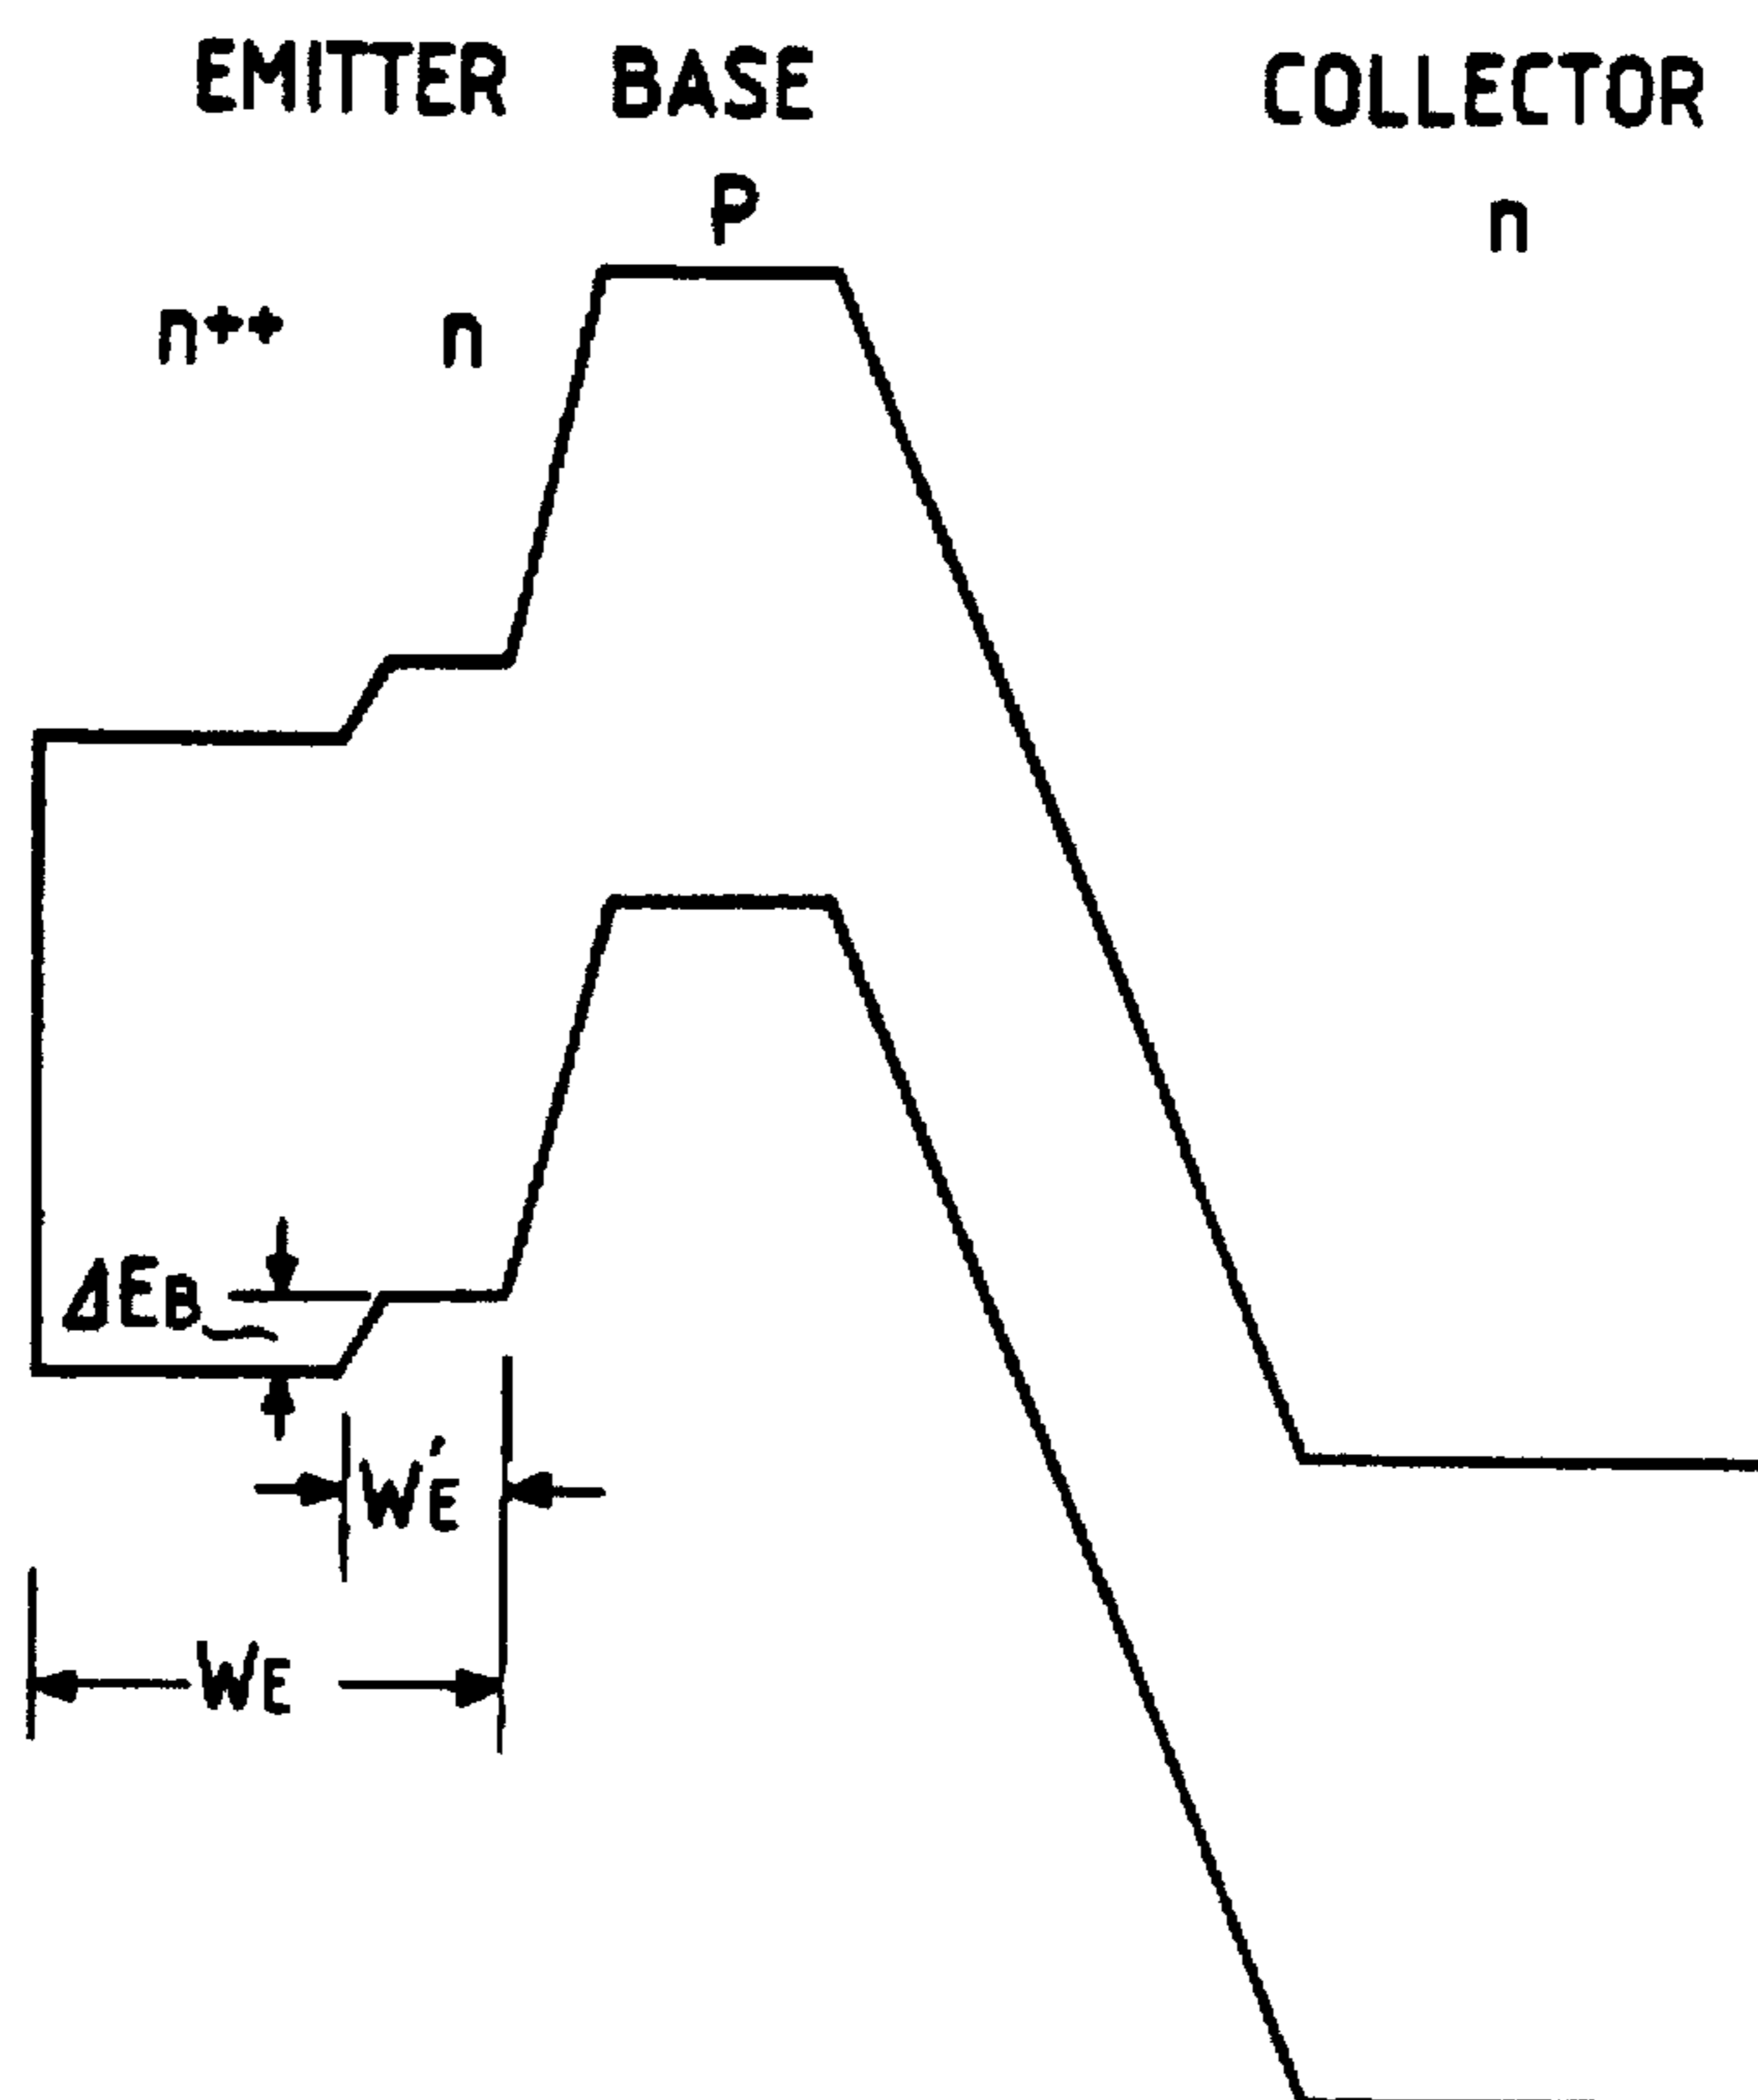 EMITTER BASE COLLECTOR
P
n
n++ n
ΔEB
W'E
WE